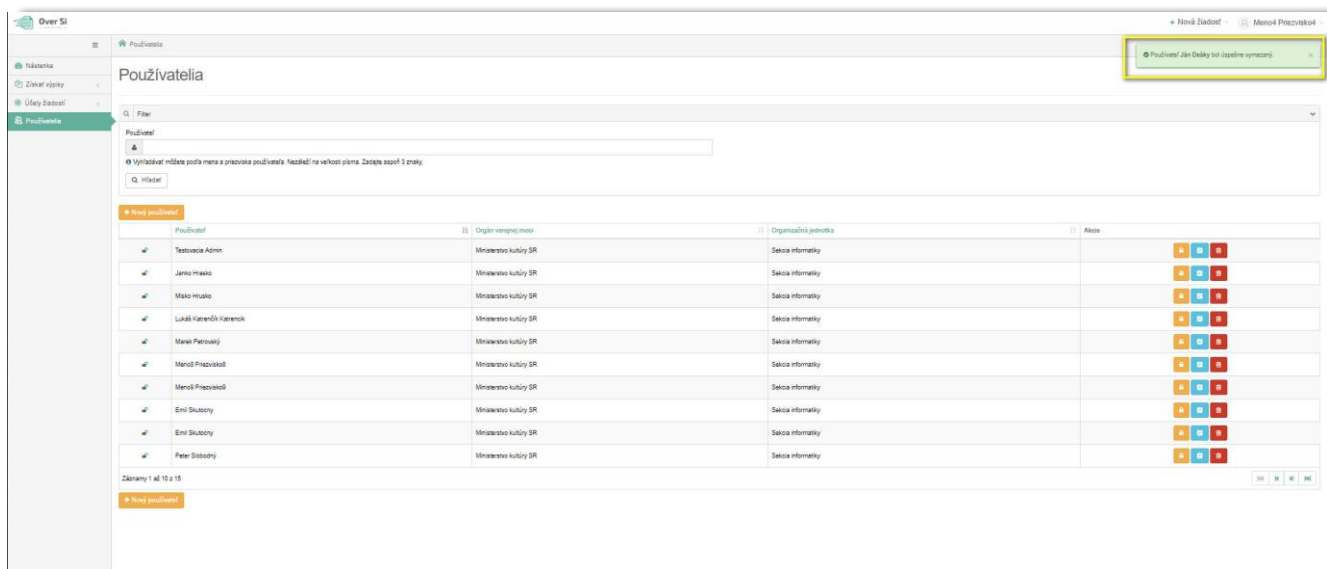 Over Si
+ Nová žiadosť
Meno4 Priezvisko4
Používatelia
Používateľ Ján Deáky bol úspešne vymazaný.
Nástenka
Získať výpisy
Účely žiadostí
Používatelia
Používatelia
Filter
Používateľ
Vyhľadávať môžete podľa mena a priezviska používateľa. Nezáleží na veľkosti písma. Zadajte aspoň 3 znaky.
Hľadať
+ Nový používateľ
Používateľ Orgán verejnej moci Organizačná jednotka Akcie
Testovacia Admin Ministerstvo kultúry SR Sekcia informatiky
Janko Hrasko Ministerstvo kultúry SR Sekcia informatiky
Misko Hrusko Ministerstvo kultúry SR Sekcia informatiky
Lukáš Katrenčík Katrencik Ministerstvo kultúry SR Sekcia informatiky
Marek Petrovský Ministerstvo kultúry SR Sekcia informatiky
Ministerstvo kultúry SR Sekcia informatiky
Ministerstvo kultúry SR Sekcia informatiky
Emil Skutocny Ministerstvo kultúry SR Sekcia informatiky
Emil Skutocny Ministerstvo kultúry SR Sekcia informatiky
Peter Slobodný Ministerstvo kultúry SR Sekcia informatiky
Záznamy 1 až 10 z 15
+ Nový používateľ